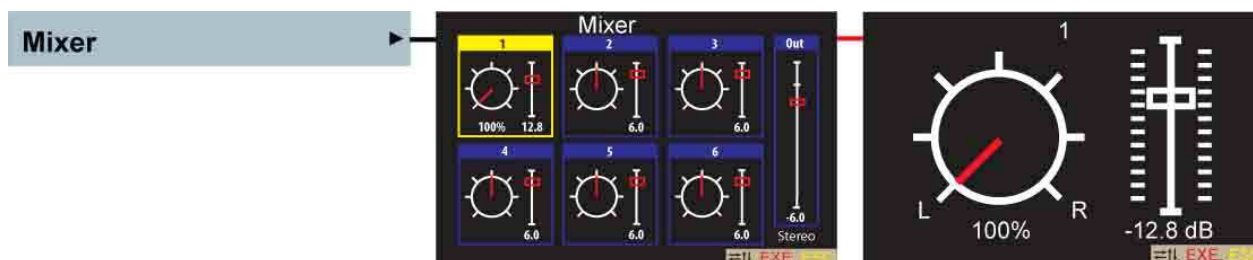 Mixer
Mixer
1 2 3 Out
100% 12.8 6.0 6.0
4 5 6
6.0 6.0 6.0 -6.0
Stereo
EXE ESC
1
L R
100% -12.8 dB
EXE